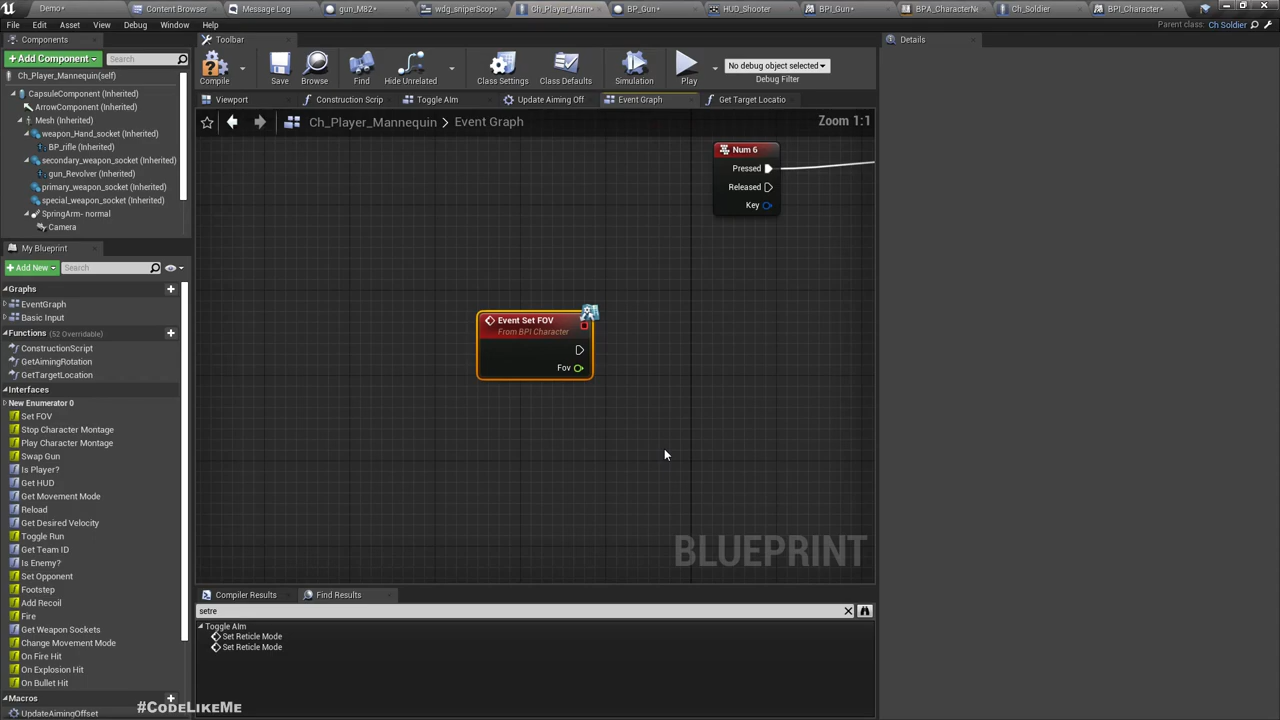 Demo•
Content Browser
Message Log
gun_M82•
wdg_sniperScop•
Ch_Player_Mann•
BP_Gun•
HUD_Shooter
BPI_Gun•
BPA_CharacterN
Ch_Soldier
BPI_Character•
File Edit Asset View Debug Window Help
Parent class: Ch Soldier
Components
Toolbar
Details
+ Add Component
Search
Ch_Player_Mannequin(self)
CapsuleComponent (Inherited)
ArrowComponent (Inherited)
Mesh (Inherited)
weapon_Hand_socket (Inherited)
BP_rifle (Inherited)
secondary_weapon_socket (Inherited)
gun_Revolver (Inherited)
primary_weapon_socket (Inherited)
special_weapon_socket (Inherited)
SpringArm- normal
Camera
Compile
Save
Browse
Find
Hide Unrelated
Class Settings
Class Defaults
Simulation
Play
No debug object selected
Debug Filter
Viewport
Construction Scrip
Toggle AIm
Update Aiming Off
Event Graph
Get Target Locatio
Ch_Player_Mannequin > Event Graph
Zoom 1:1
Num 6
Pressed
Released
Key
Event Set FOV
From BPI Character
Fov
BLUEPRINT
My Blueprint
+ Add New
Search
Graphs
EventGraph
Basic Input
Functions (52 Overridable)
ConstructionScript
GetAimingRotation
GetTargetLocation
Interfaces
New Enumerator 0
Set FOV
Stop Character Montage
Play Character Montage
Swap Gun
Is Player?
Get HUD
Get Movement Mode
Reload
Get Desired Velocity
Toggle Run
Get Team ID
Is Enemy?
Set Opponent
Footstep
Add Recoil
Fire
Get Weapon Sockets
Change Movement Mode
On Fire Hit
On Explosion Hit
On Bullet Hit
Macros
UpdateAimingOffset
Compiler Results
Find Results
setre
Toggle AIm
Set Reticle Mode
Set Reticle Mode
#CodeLikeMe